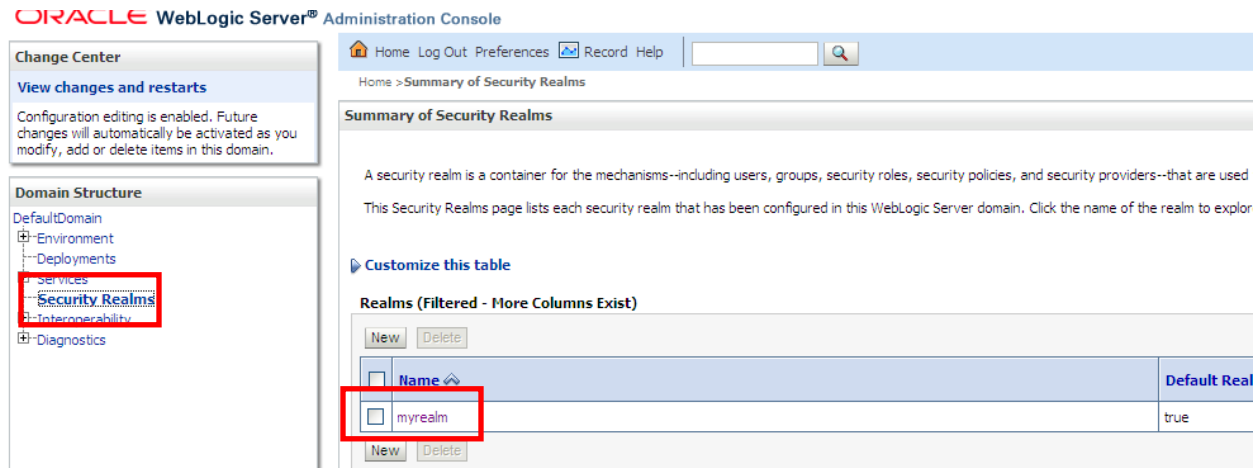 ORACLE WebLogic Server® Administration Console
Change Center
View changes and restarts
Configuration editing is enabled. Future
changes will automatically be activated as you
modify, add or delete items in this domain.
Domain Structure
DefaultDomain
Environment
Deployments
Services
Security Realms
Interoperability
Diagnostics
Home Log Out Preferences Record Help
Home >Summary of Security Realms
Summary of Security Realms
A security realm is a container for the mechanisms--including users, groups, security roles, security policies, and security providers--that are used
This Security Realms page lists each security realm that has been configured in this WebLogic Server domain. Click the name of the realm to explor
Customize this table
Realms (Filtered - More Columns Exist)
New Delete
Name Default Real
myrealm true
New Delete